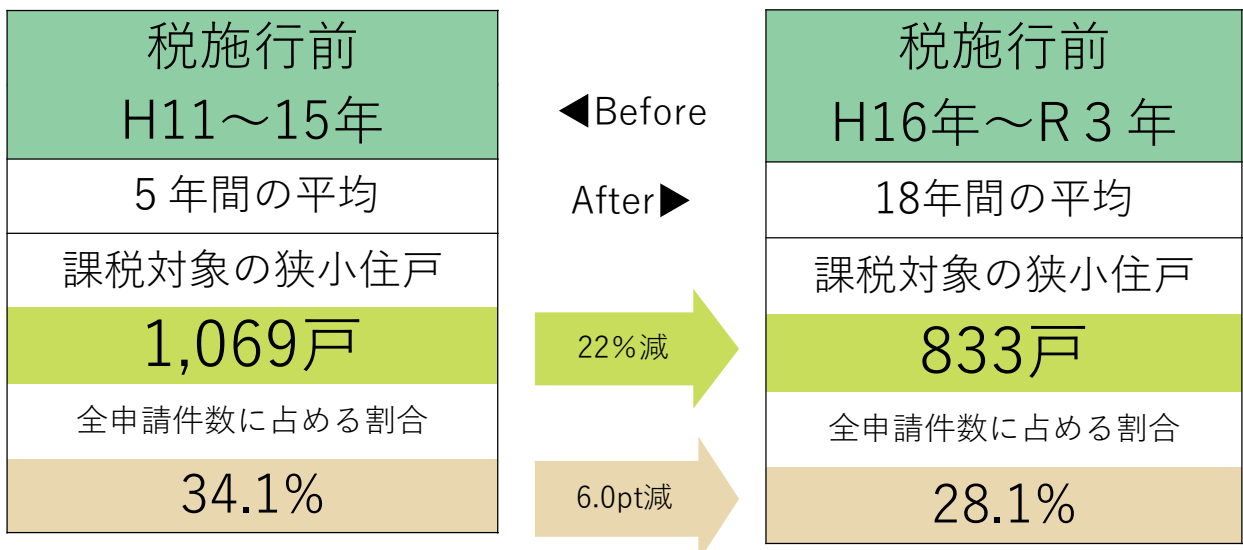 税施行前
H11～15年
5年間の平均
課税対象の狭小住戸
1,069戸
全申請件数に占める割合
34.1%
◀Before
After▶
22％減
6.0pt減
税施行前
H16年～R３年
18年間の平均
課税対象の狭小住戸
833戸
全申請件数に占める割合
28.1%